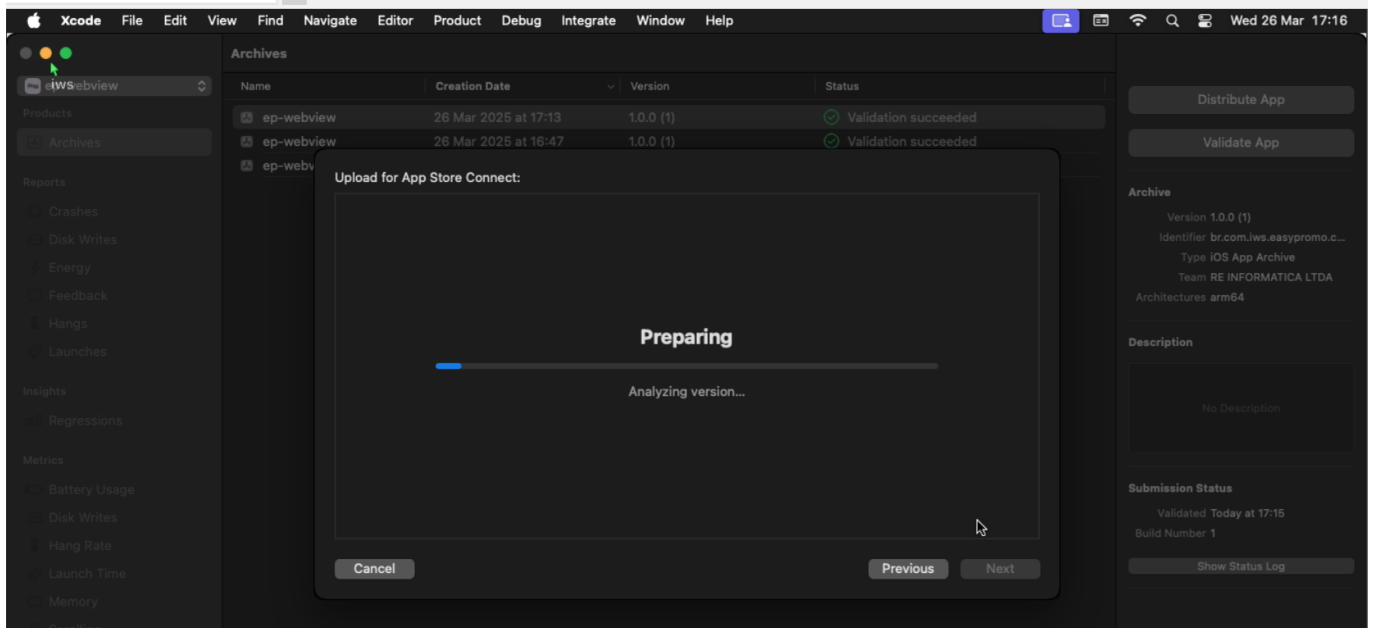 Xcode File Edit View Find Navigate Editor Product Debug Integrate Window Help Wed 26 Mar 17:16
Archives
iws
Name Creation Date Version Status
Products
ep-webview 26 Mar 2025 at 17:13 1.0.0 (1) Validation succeeded
Archives
ep-webview 26 Mar 2025 at 16:47 1.0.0 (1) Validation succeeded
ep-webv
Reports
Crashes
Disk Writes
Energy
Feedback
Hangs
Launches
Insights
Regressions
Metrics
Battery Usage
Disk Writes
Hang Rate
Launch Time
Memory
Upload for App Store Connect:
Preparing
Analyzing version...
Cancel Previous Next
Distribute App
Validate App
Archive
Version 1.0.0 (1)
Identifier br.com.iws.easypromo.c...
Type iOS App Archive
Team RE INFORMATICA LTDA
Architectures arm64
Description
No Description
Submission Status
Validated Today at 17:15
Build Number 1
Show Status Log